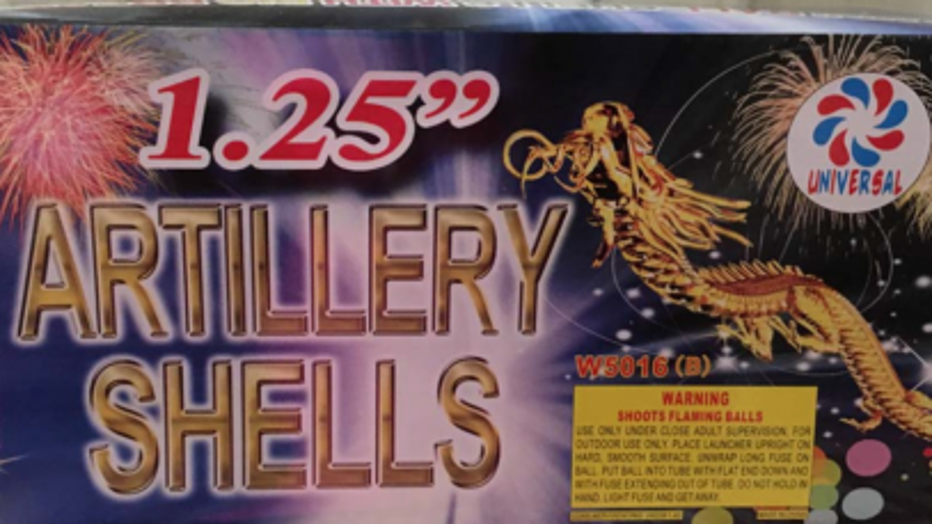 1.25”
UNIVERSAL
ARTILLERY
SHELLS
W5016 (B)
WARNING
SHOOTS FLAMING BALLS
USE ONLY UNDER CLOSE ADULT SUPERVISION, FOR
OUTDOOR USE ONLY. PLACE LAUNCHER UPRIGHT ON
HARD, SMOOTH SURFACE. UNWRAP LONG FUSE ON
BALL. PUT BALL INTO TUBE WITH FLAT END DOWN AND
WITH FUSE EXTENDING OUT OF TUBE. DO NOT HOLD IN
HAND. LIGHT FUSE AND GET AWAY.